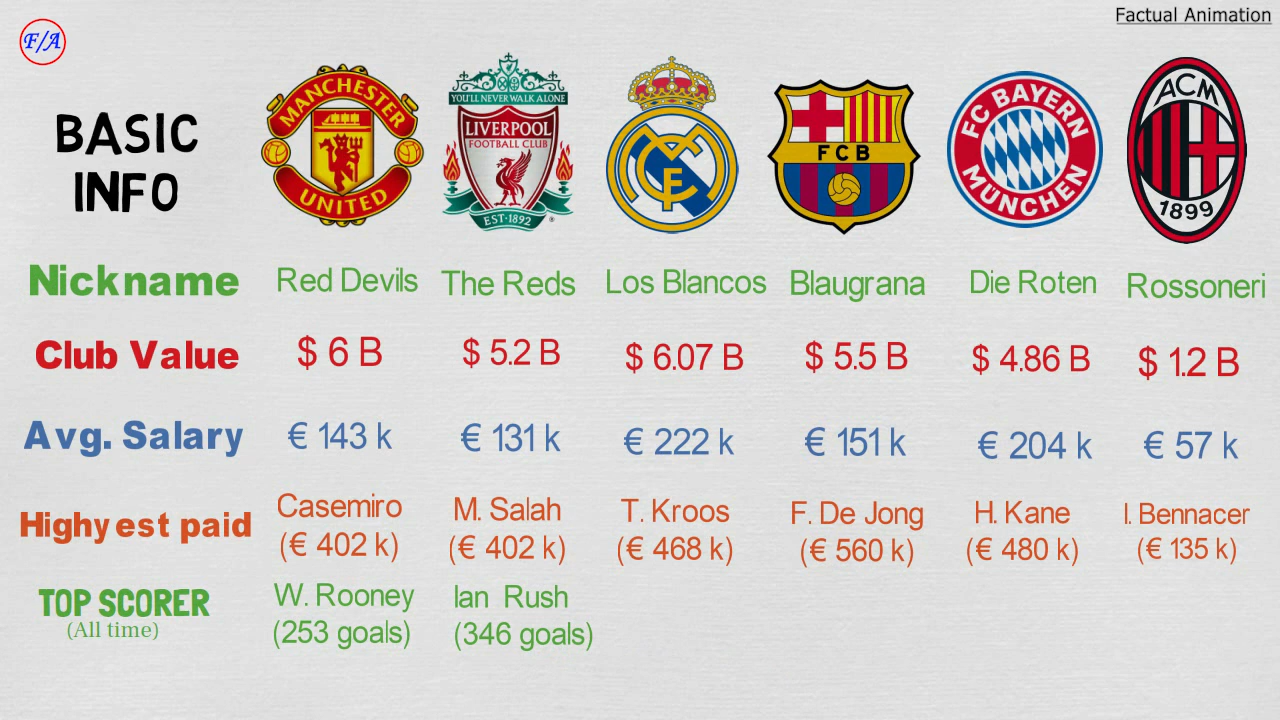 Factual Animation
F/A
BASIC
INFO
MANCHESTER
UNITED
YOU'LL NEVER WALK ALONE
LIVERPOOL
FOOTBALL CLUB
EST·1892
FCB
FC BAYERN
MÜNCHEN
ACM
1899
Nickname Red Devils The Reds Los Blancos Blaugrana Die Roten Rossoneri
Club Value $ 6 B $ 5.2 B $ 6.07 B $ 5.5 B $ 4.86 B $ 1.2 B
Avg. Salary € 143 k € 131 k € 222 k € 151 k € 204 k € 57 k
Highyest paid Casemiro M. Salah T. Kroos F. De Jong H. Kane I. Bennacer
(€ 402 k) (€ 402 k) (€ 468 k) (€ 560 k) (€ 480 k) (€ 135 k)
TOP SCORER W. Rooney Ian Rush
(All time) (253 goals) (346 goals)